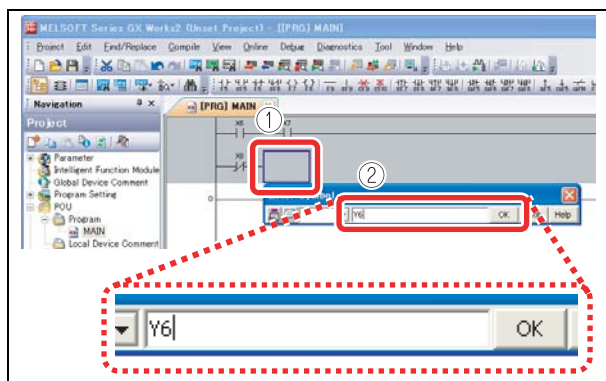 MELSOFT Series GX Works2 (Unset Project) - [[PRG] MAIN]
Project Edit Find/Replace Compile View Online Debug Diagnostics Tool Window Help
Navigation
[PRG] MAIN
①
Project
X6 X7
Parameter
Intelligent Function Module
X8
Global Device Comment
②
Program Setting
0
POU
Y6 OK Help
Program
MAIN
Local Device Comment
Y6 OK